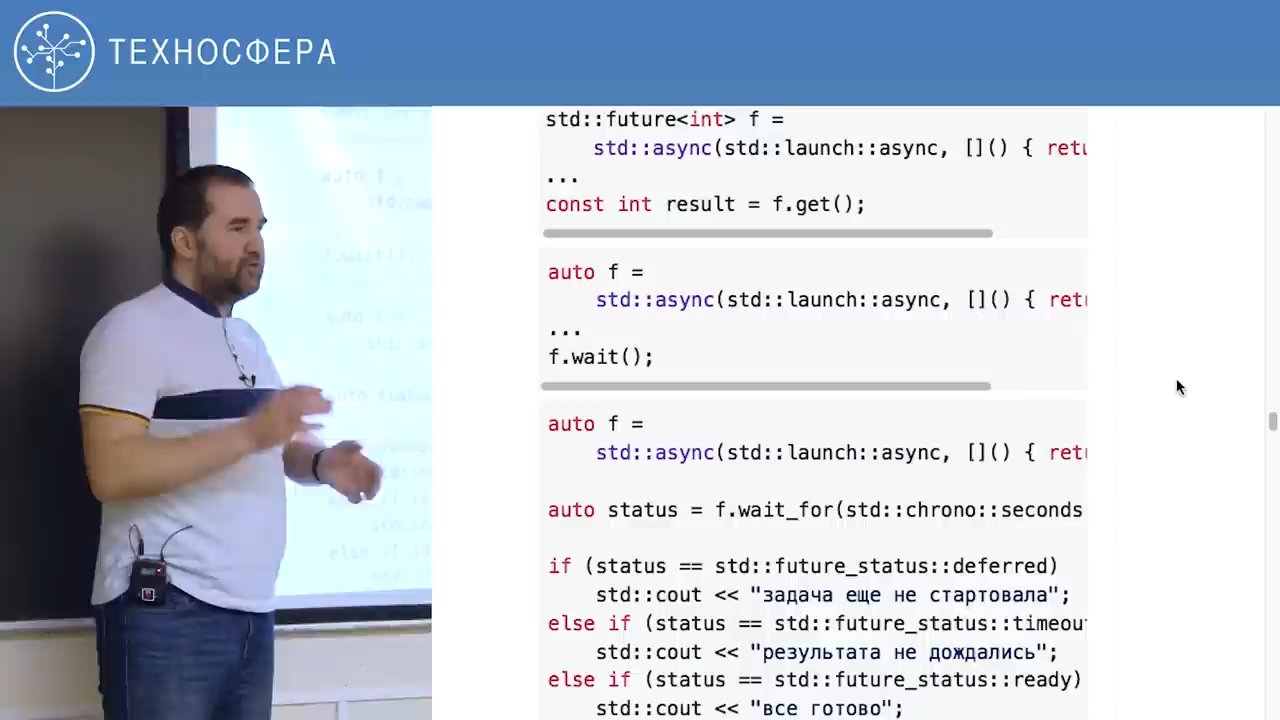 ТЕХНОСФЕРА
std::future<int> f =
    std::async(std::launch::async, []() { retu
...
const int result = f.get();
auto f =
    std::async(std::launch::async, []() { retu
...
f.wait();
auto f =
    std::async(std::launch::async, []() { retu
auto status = f.wait_for(std::chrono::seconds
if (status == std::future_status::deferred)
    std::cout << "задача еще не стартовала";
else if (status == std::future_status::timeout
    std::cout << "результата не дождались";
else if (status == std::future_status::ready)
    std::cout << "все готово";